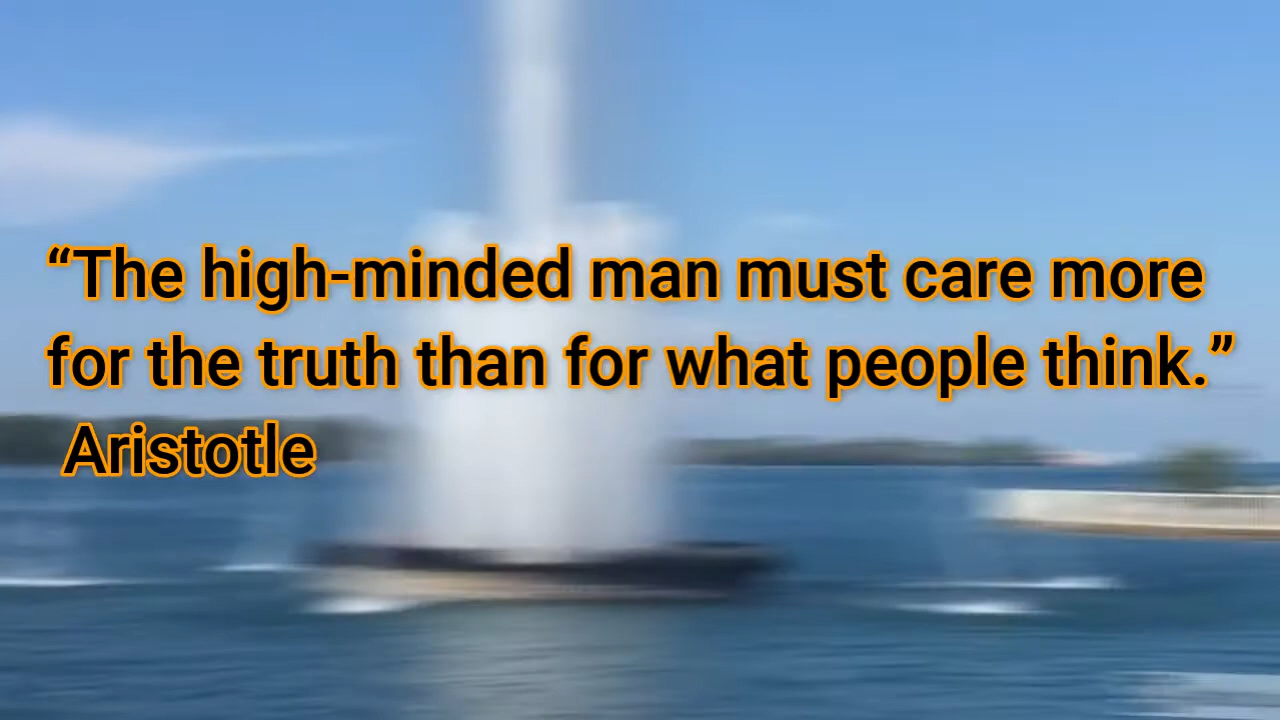 “The high-minded man must care more
for the truth than for what people think.”
Aristotle